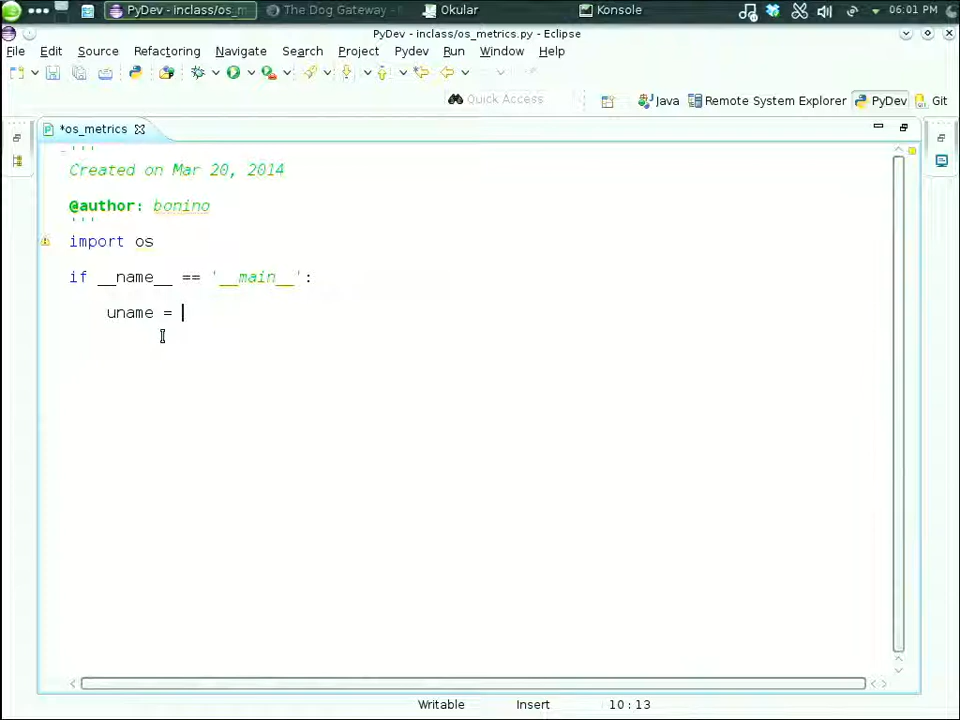 PyDev - inclass/os_m
The Dog Gateway -
Okular
Konsole
06:01 PM
PyDev - inclass/os_metrics.py - Eclipse
File Edit Source Refactoring Navigate Search Project Pydev Run Window Help
Quick Access
Java
Remote System Explorer
PyDev
Git
*os_metrics
'''
Created on Mar 20, 2014
@author: bonino
'''
import os
if __name__ == '__main__':
uname =
Writable
Insert
10:13